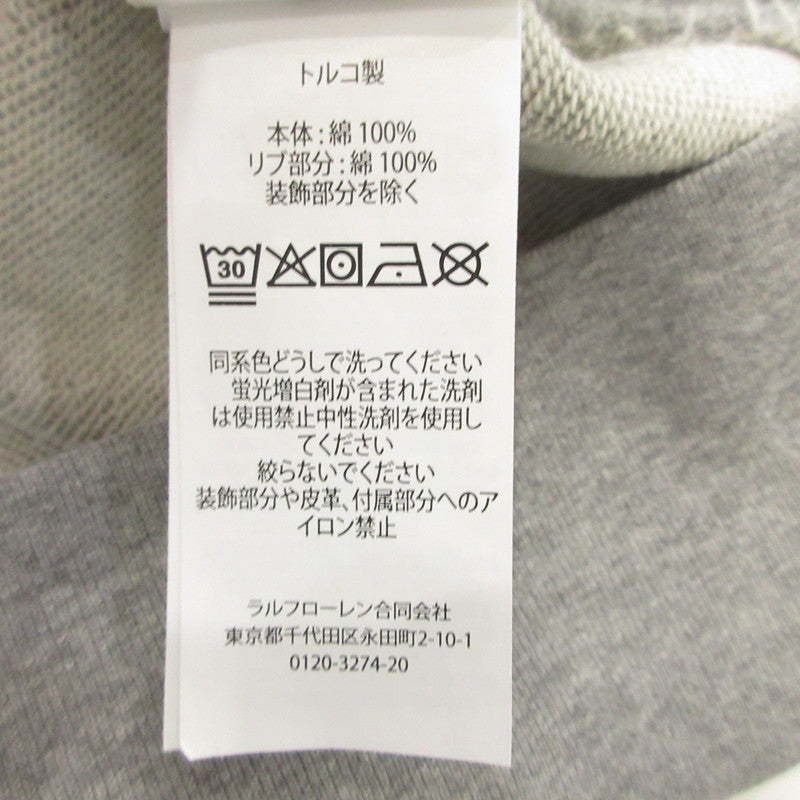 トルコ製
本体 : 綿 100%
リブ部分 : 綿 100%
装飾部分を除く
30
同系色どうしで洗ってください
蛍光増白剤が含まれた洗剤
は使用禁止中性洗剤を使用し
てください
絞らないでください
装飾部分や皮革、付属部分へのア
イロン禁止
ラルフローレン合同会社
東京都千代田区永田町2-10-1
0120-3274-20